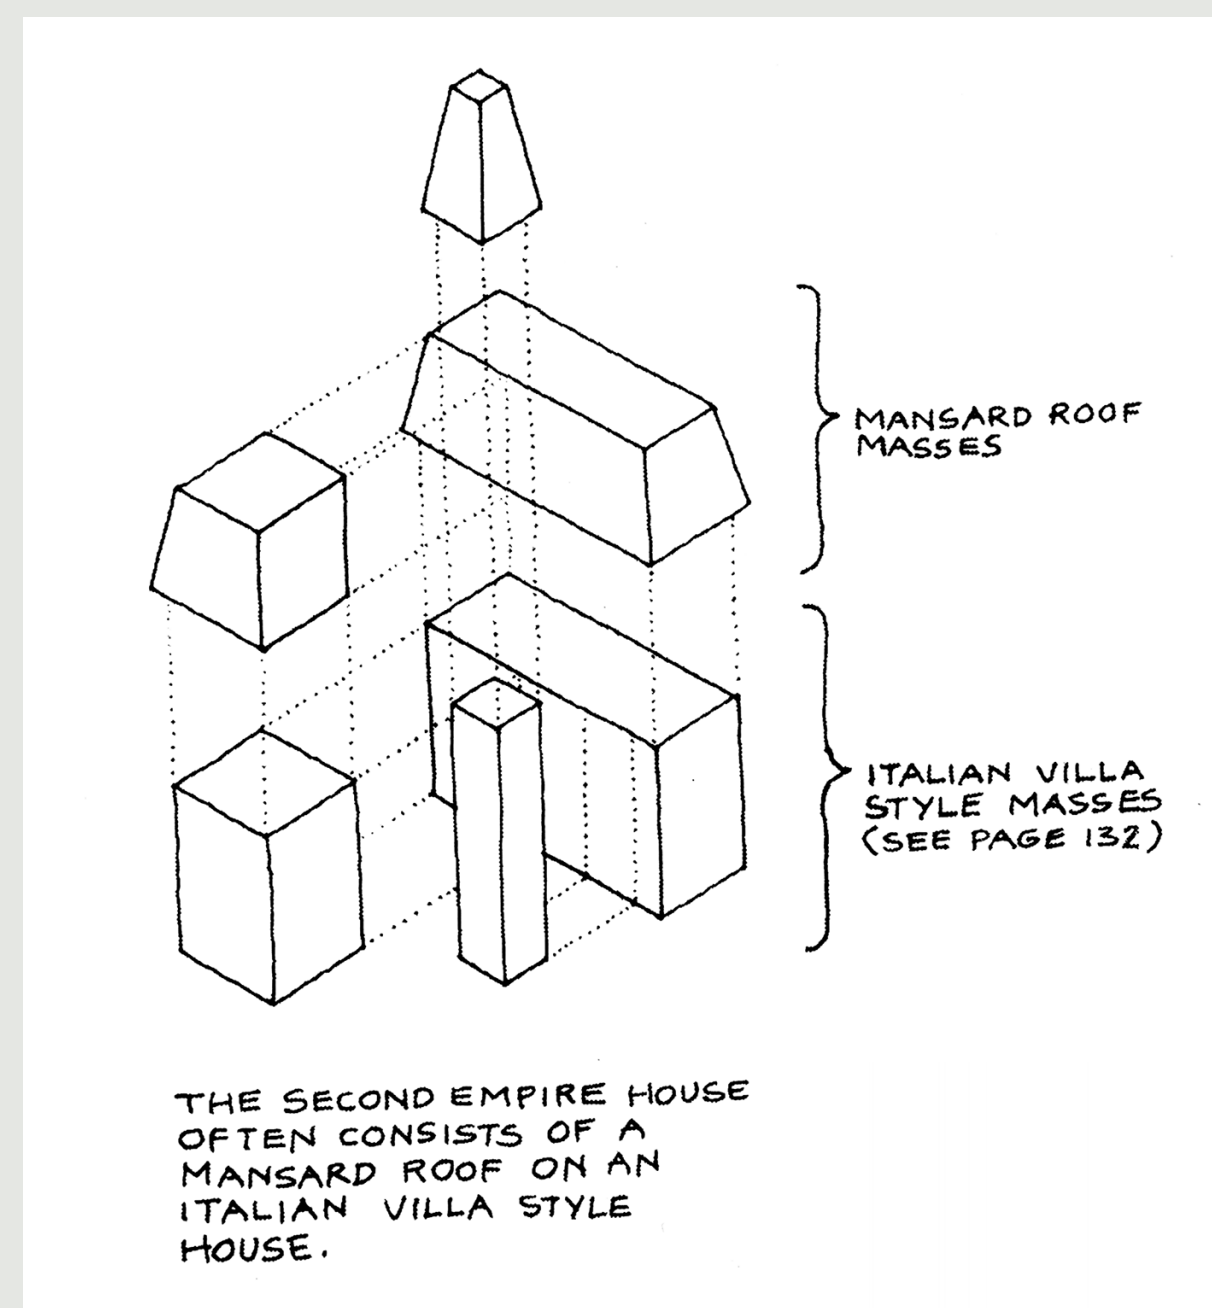 MANSARD ROOF
MASSES
ITALIAN VILLA
STYLE MASSES
(SEE PAGE 132)
THE SECOND EMPIRE HOUSE
OFTEN CONSISTS OF A
MANSARD ROOF ON AN
ITALIAN VILLA STYLE
HOUSE.